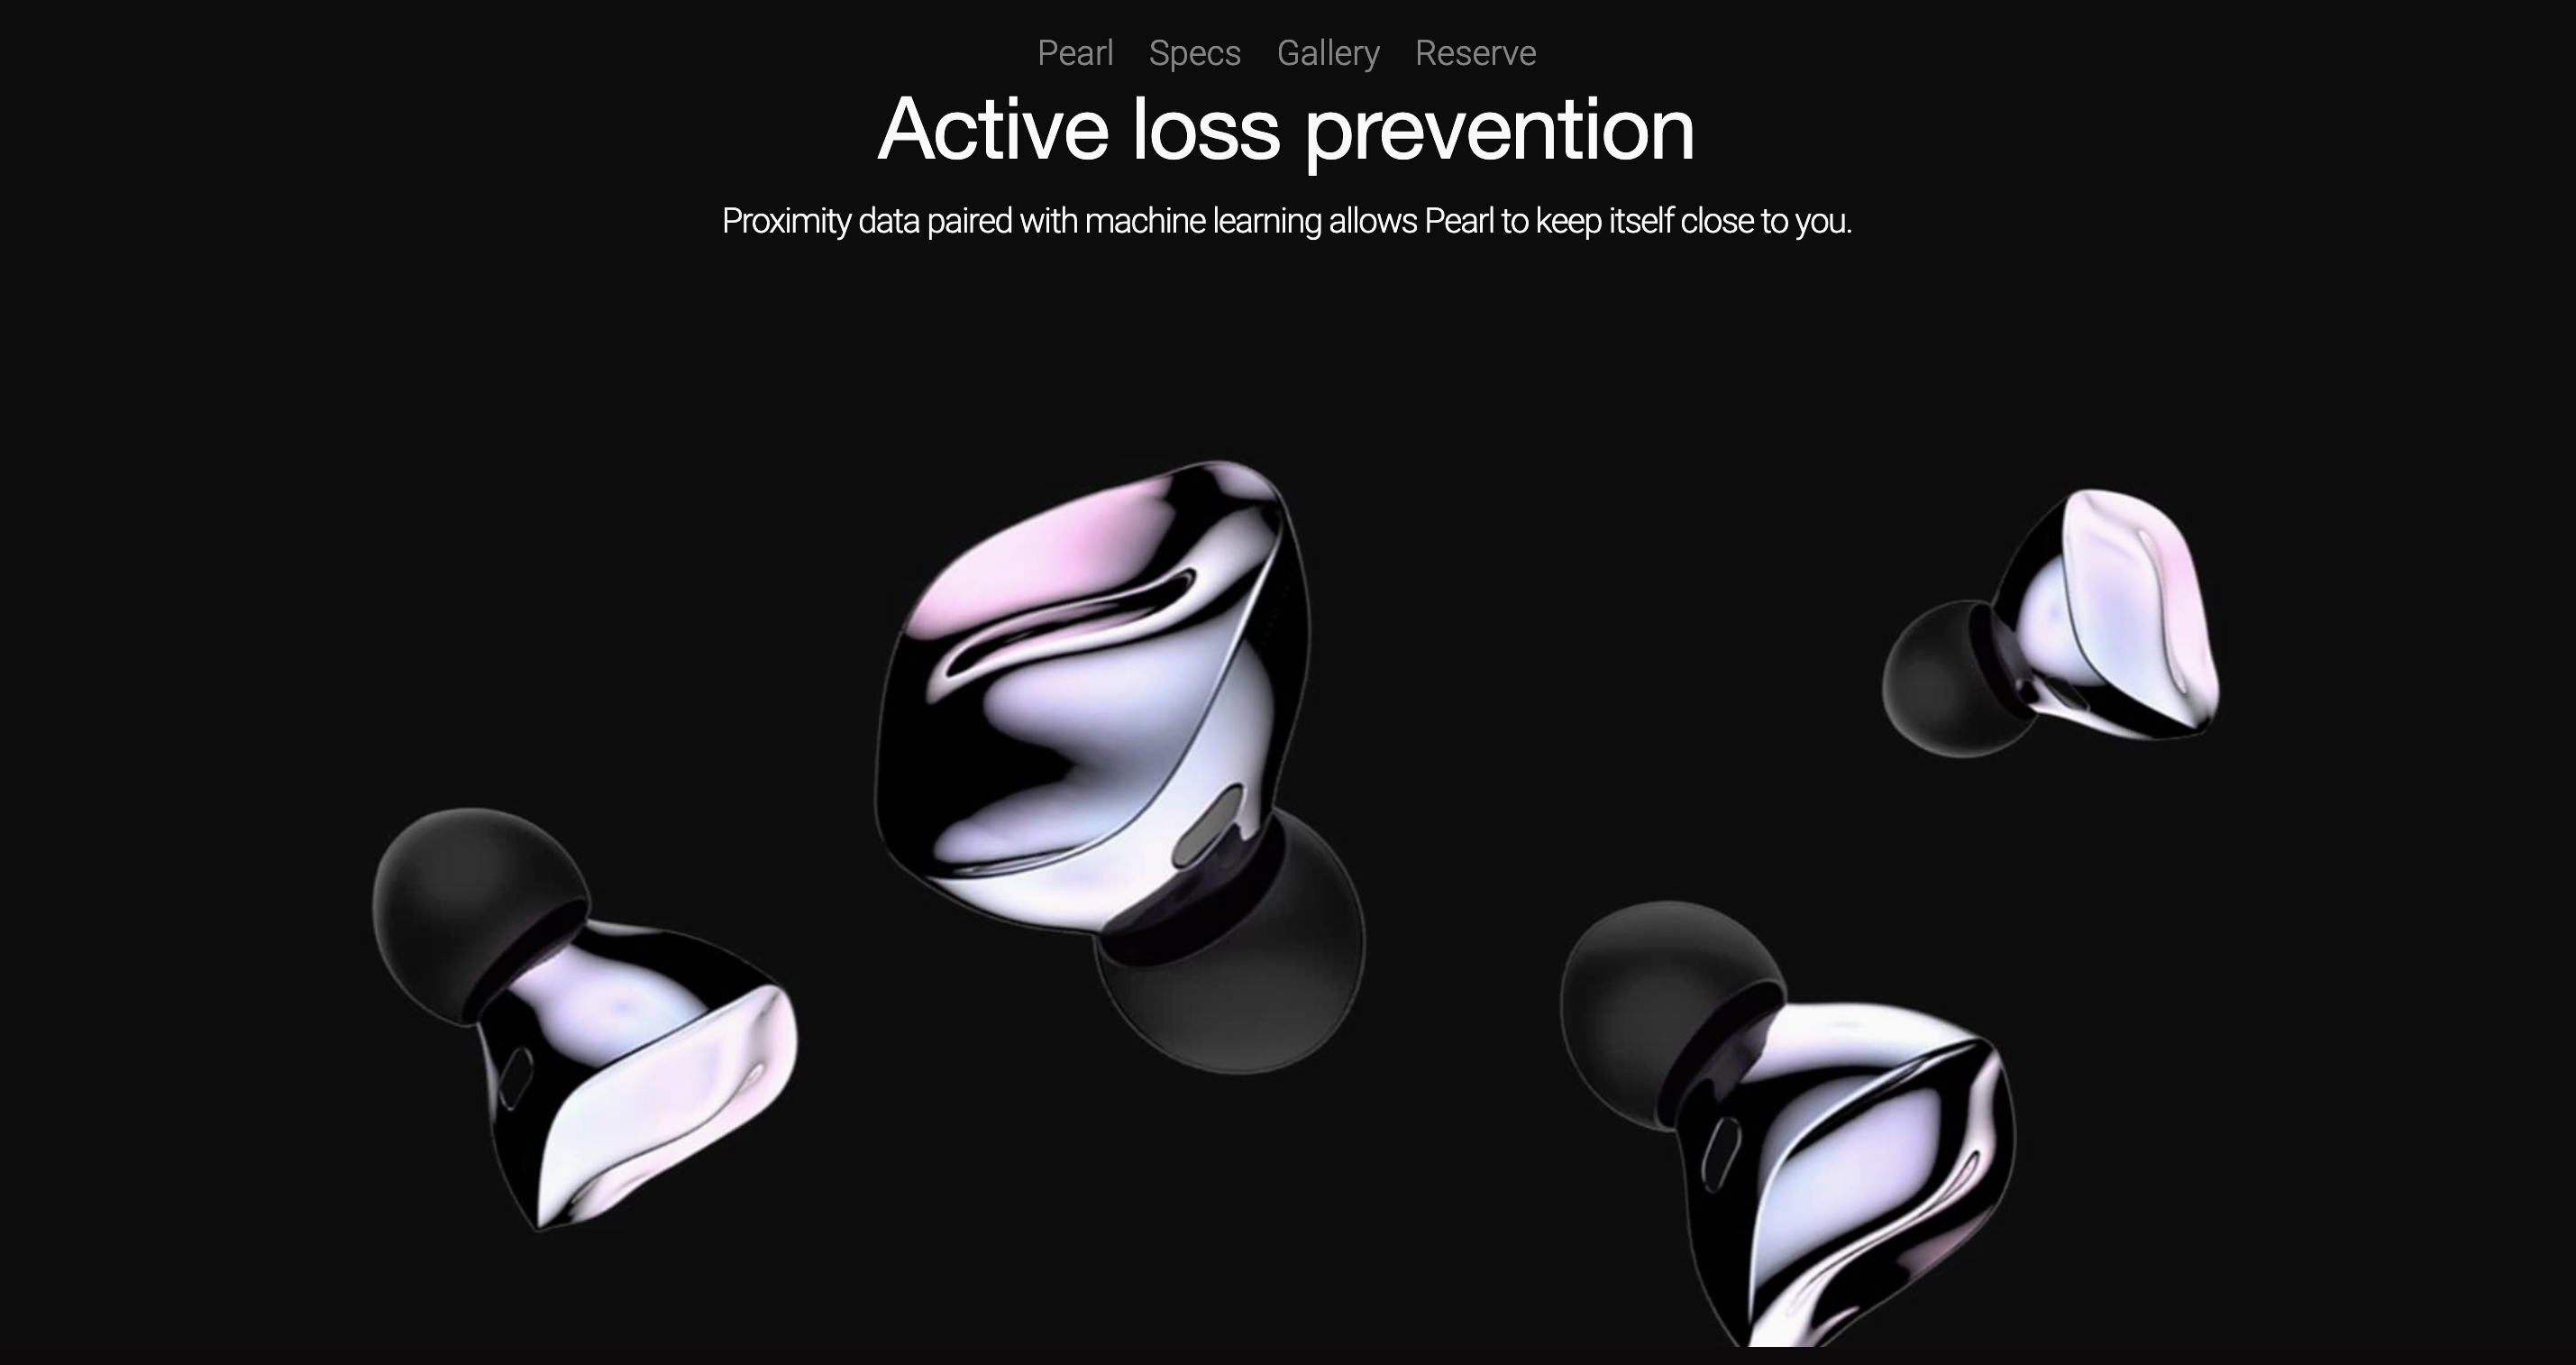 Pearl Specs Gallery Reserve
Active loss prevention
Proximity data paired with machine learning allows Pearl to keep itself close to you.